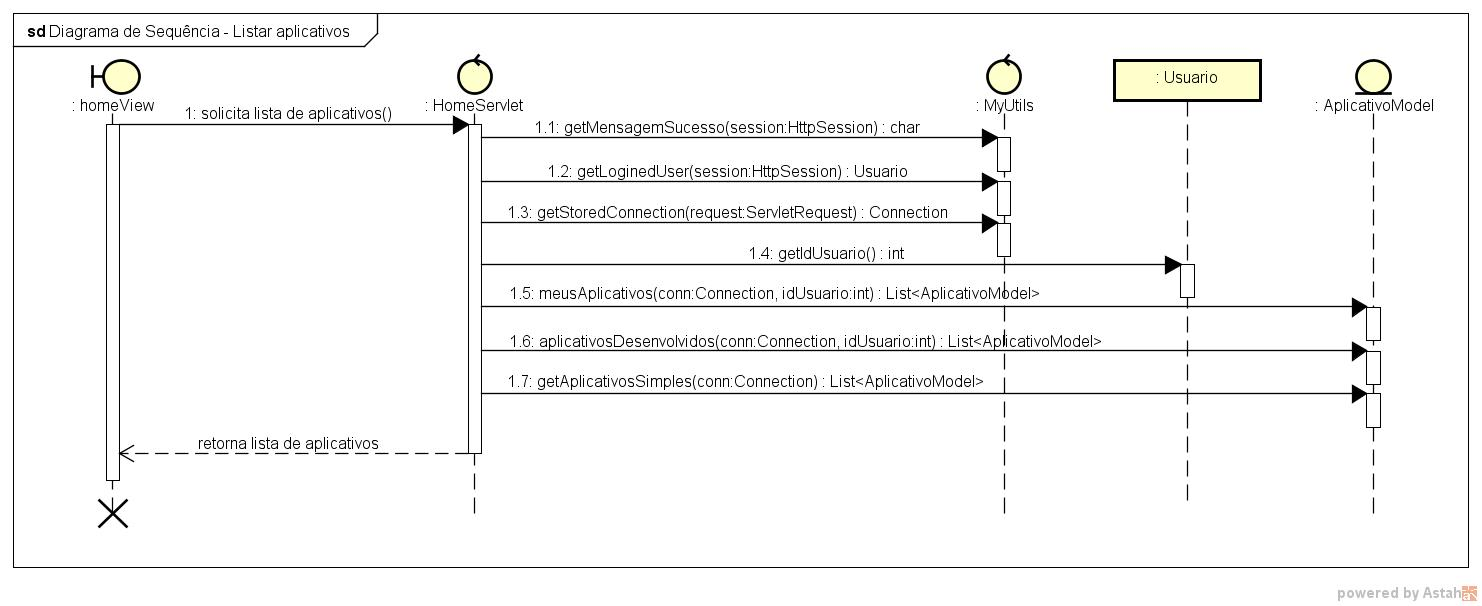 sd Diagrama de Sequência - Listar aplicativos
: homeView
: HomeServlet
: MyUtils
: Usuario
: AplicativoModel
1: solicita lista de aplicativos()
1.1: getMensagemSucesso(session:HttpSession) : char
1.2: getLoginedUser(session:HttpSession) : Usuario
1.3: getStoredConnection(request:ServletRequest) : Connection
1.4: getIdUsuario() : int
1.5: meusAplicativos(conn:Connection, idUsuario:int) : List<AplicativoModel>
1.6: aplicativosDesenvolvidos(conn:Connection, idUsuario:int) : List<AplicativoModel>
1.7: getAplicativosSimples(conn:Connection) : List<AplicativoModel>
retorna lista de aplicativos
powered by Astah